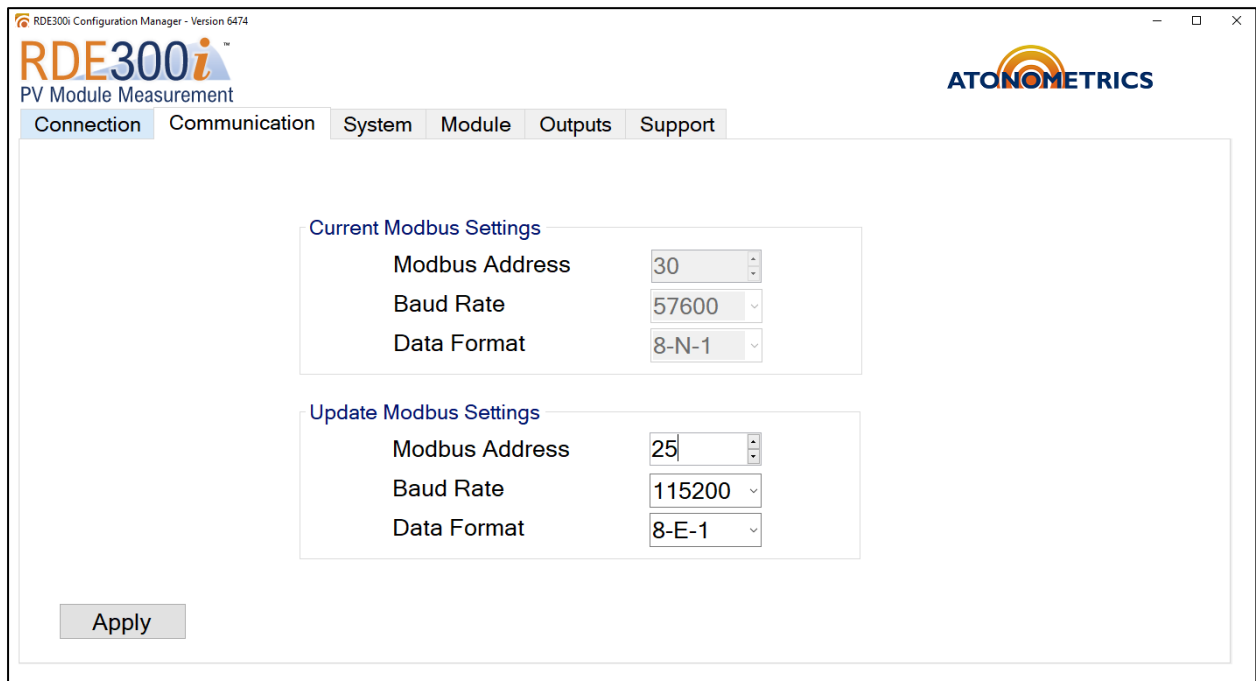 RDE300i Configuration Manager - Version 6474
RDE300i™
PV Module Measurement
ATONOMETRICS
Connection Communication System Module Outputs Support
Current Modbus Settings
Modbus Address 30
Baud Rate 57600
Data Format 8-N-1
Update Modbus Settings
Modbus Address 25
Baud Rate 115200
Data Format 8-E-1
Apply